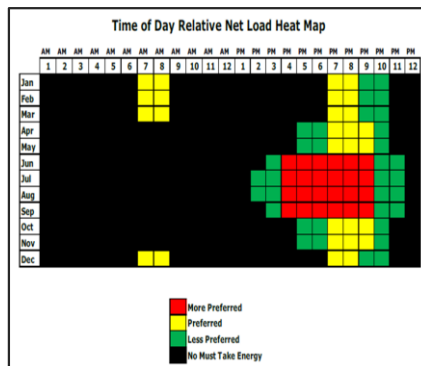 Time of Day Relative Net Load Heat Map
AM AM AM AM AM AM AM AM AM AM AM AM PM PM PM PM PM PM PM PM PM PM PM PM
1 2 3 4 5 6 7 8 9 10 11 12 1 2 3 4 5 6 7 8 9 10 11 12
Jan
Feb
Mar
Apr
May
Jun
Jul
Aug
Sep
Oct
Nov
Dec
More Preferred
Preferred
Less Preferred
No Must Take Energy